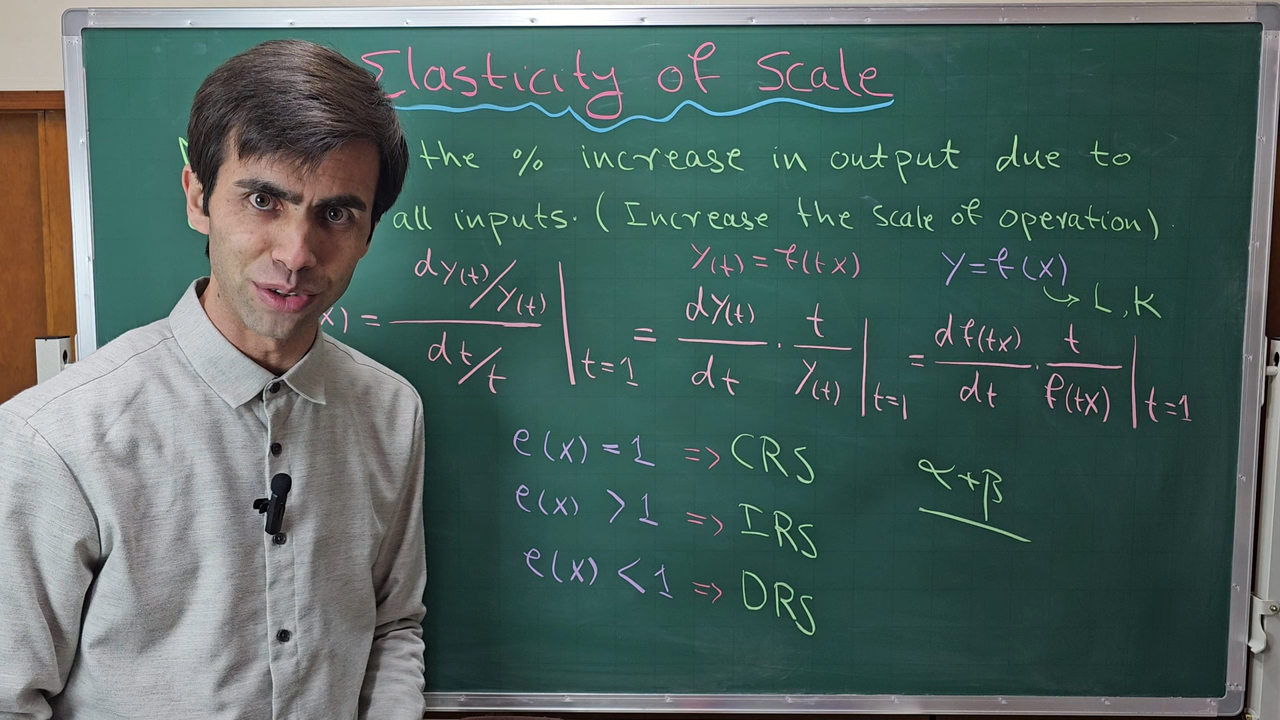 Elasticity of Scale
the % increase in output due to
all inputs. (Increase the scale of operation)
y(t) = f(tx) y = f(x)
L, K
x) = dy(t)/y(t) / dt/t |t=1 = dy(t)/dt · t/y(t) |t=1 = df(tx)/dt · t/f(tx) |t=1
e(x) = 1 => CRS
α+β
e(x) > 1 => IRS
e(x) < 1 => DRS